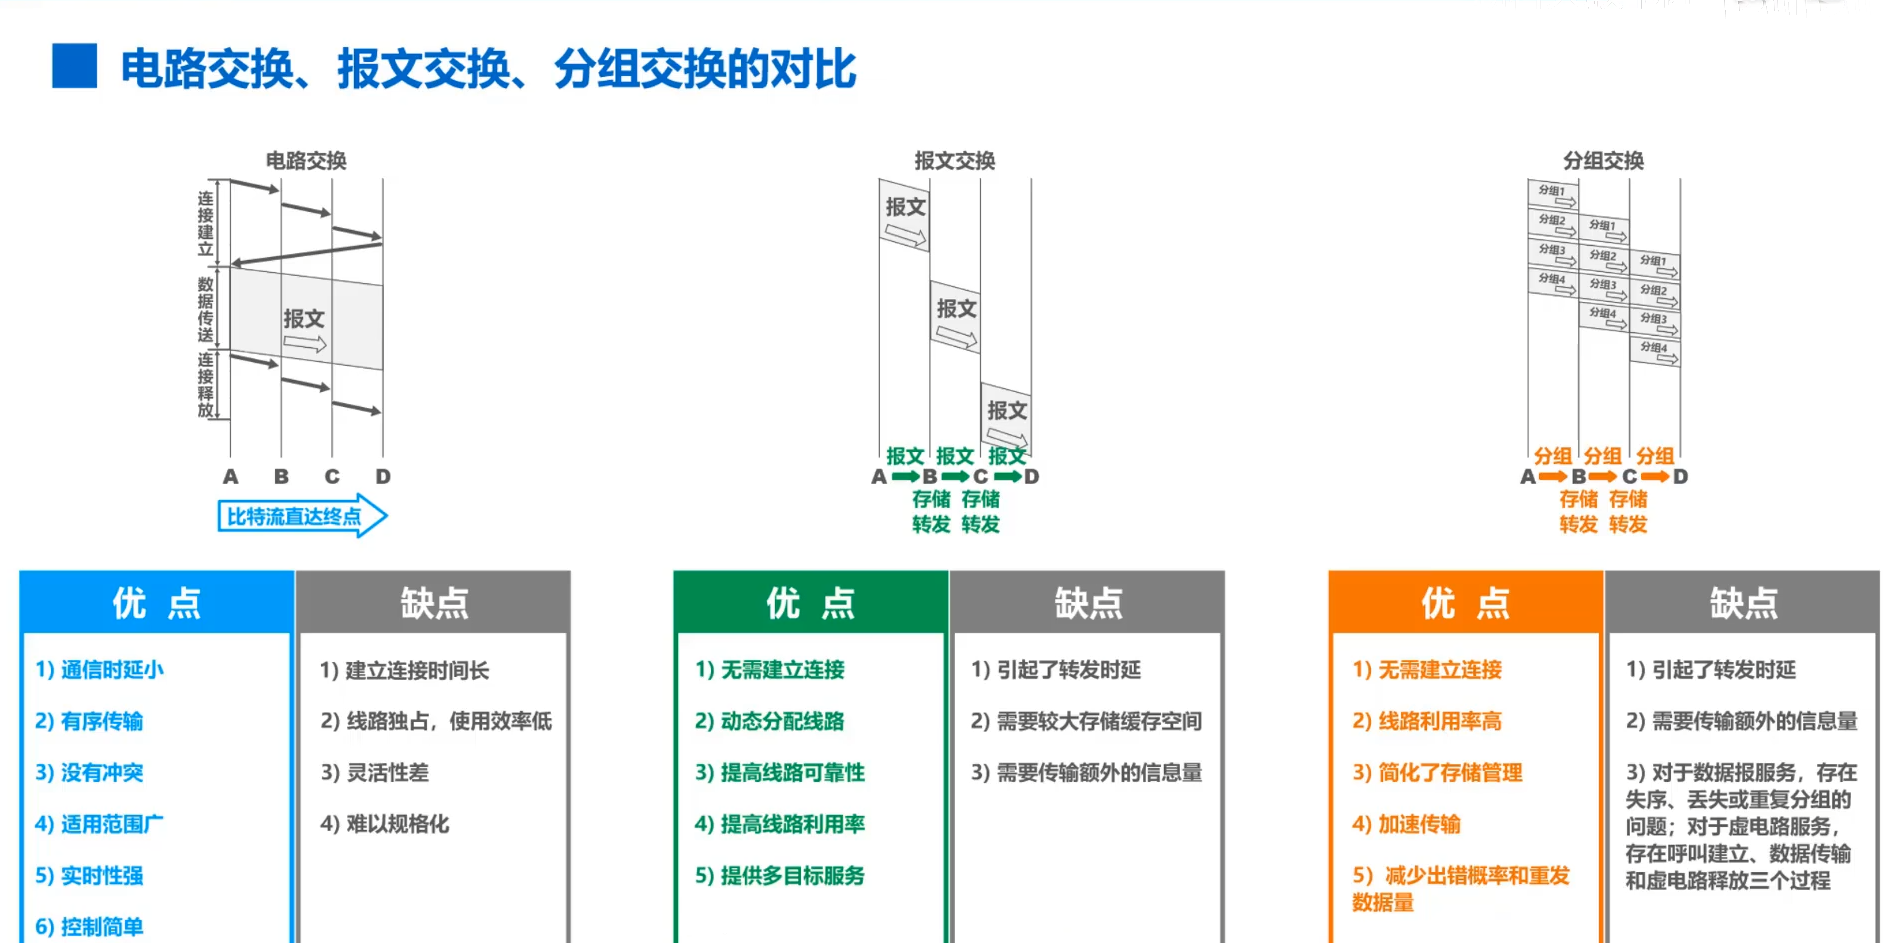 电路交换、报文交换、分组交换的对比
电路交换
连接建立
数据传送
连接释放
报文
A B C D
比特流直达终点
报文交换
报文
报文
报文
报文 报文 报文
A B C D
存储 存储
转发 转发
分组交换
分组1
分组2 分组1
分组3 分组2 分组1
分组4 分组3 分组2
分组4 分组3
分组4
分组 分组 分组
A B C D
存储 存储
转发 转发
优 点
1) 通信时延小
2) 有序传输
3) 没有冲突
4) 适用范围广
5) 实时性强
6) 控制简单
缺点
1) 建立连接时间长
2) 线路独占，使用效率低
3) 灵活性差
4) 难以规格化
优 点
1) 无需建立连接
2) 动态分配线路
3) 提高线路可靠性
4) 提高线路利用率
5) 提供多目标服务
缺点
1) 引起了转发时延
2) 需要较大存储缓存空间
3) 需要传输额外的信息量
优 点
1) 无需建立连接
2) 线路利用率高
3) 简化了存储管理
4) 加速传输
5）减少出错概率和重发
数据量
缺点
1) 引起了转发时延
2) 需要传输额外的信息量
3) 对于数据报服务，存在
失序、丢失或重复分组的
问题；对于虚电路服务，
存在呼叫建立、数据传输
和虚电路释放三个过程